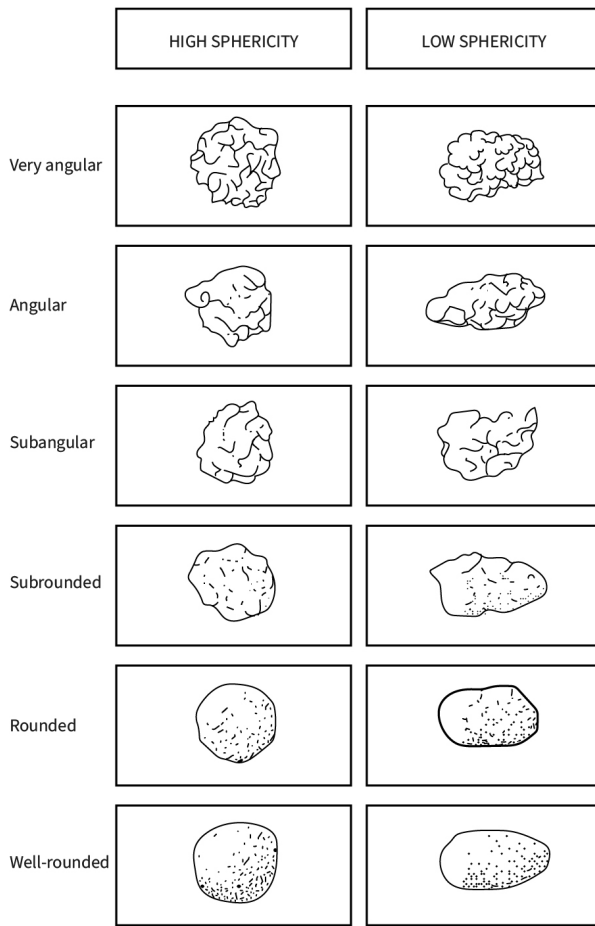 HIGH SPHERICITY
LOW SPHERICITY
Very angular
Angular
Subangular
Subrounded
Rounded
Well-rounded